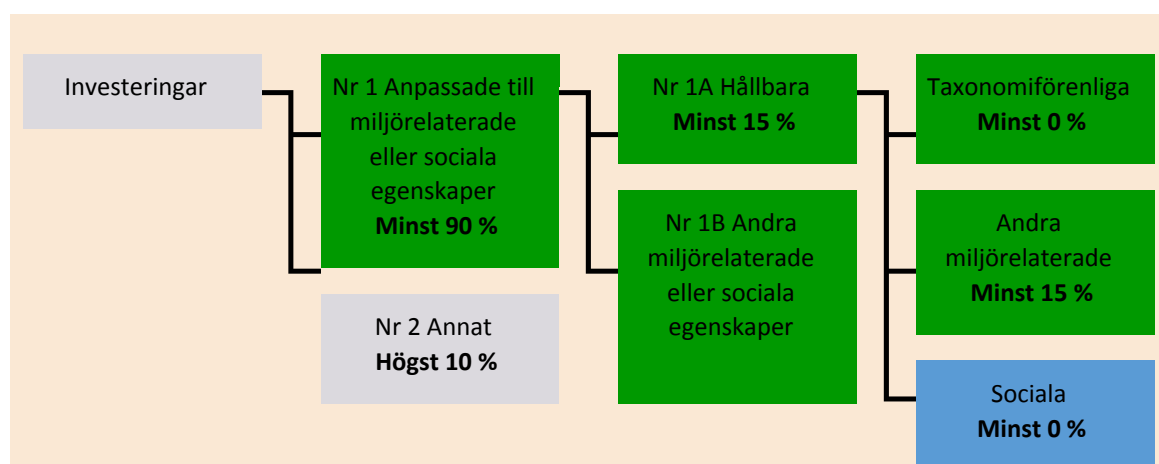 Investeringar
Nr 1 Anpassade till
miljörelaterade
eller sociala
egenskaper
Minst 90 %
Nr 2 Annat
Högst 10 %
Nr 1A Hållbara
Minst 15 %
Nr 1B Andra
miljörelaterade
eller sociala
egenskaper
Taxonomiförenliga
Minst 0 %
Andra
miljörelaterade
Minst 15 %
Sociala
Minst 0 %